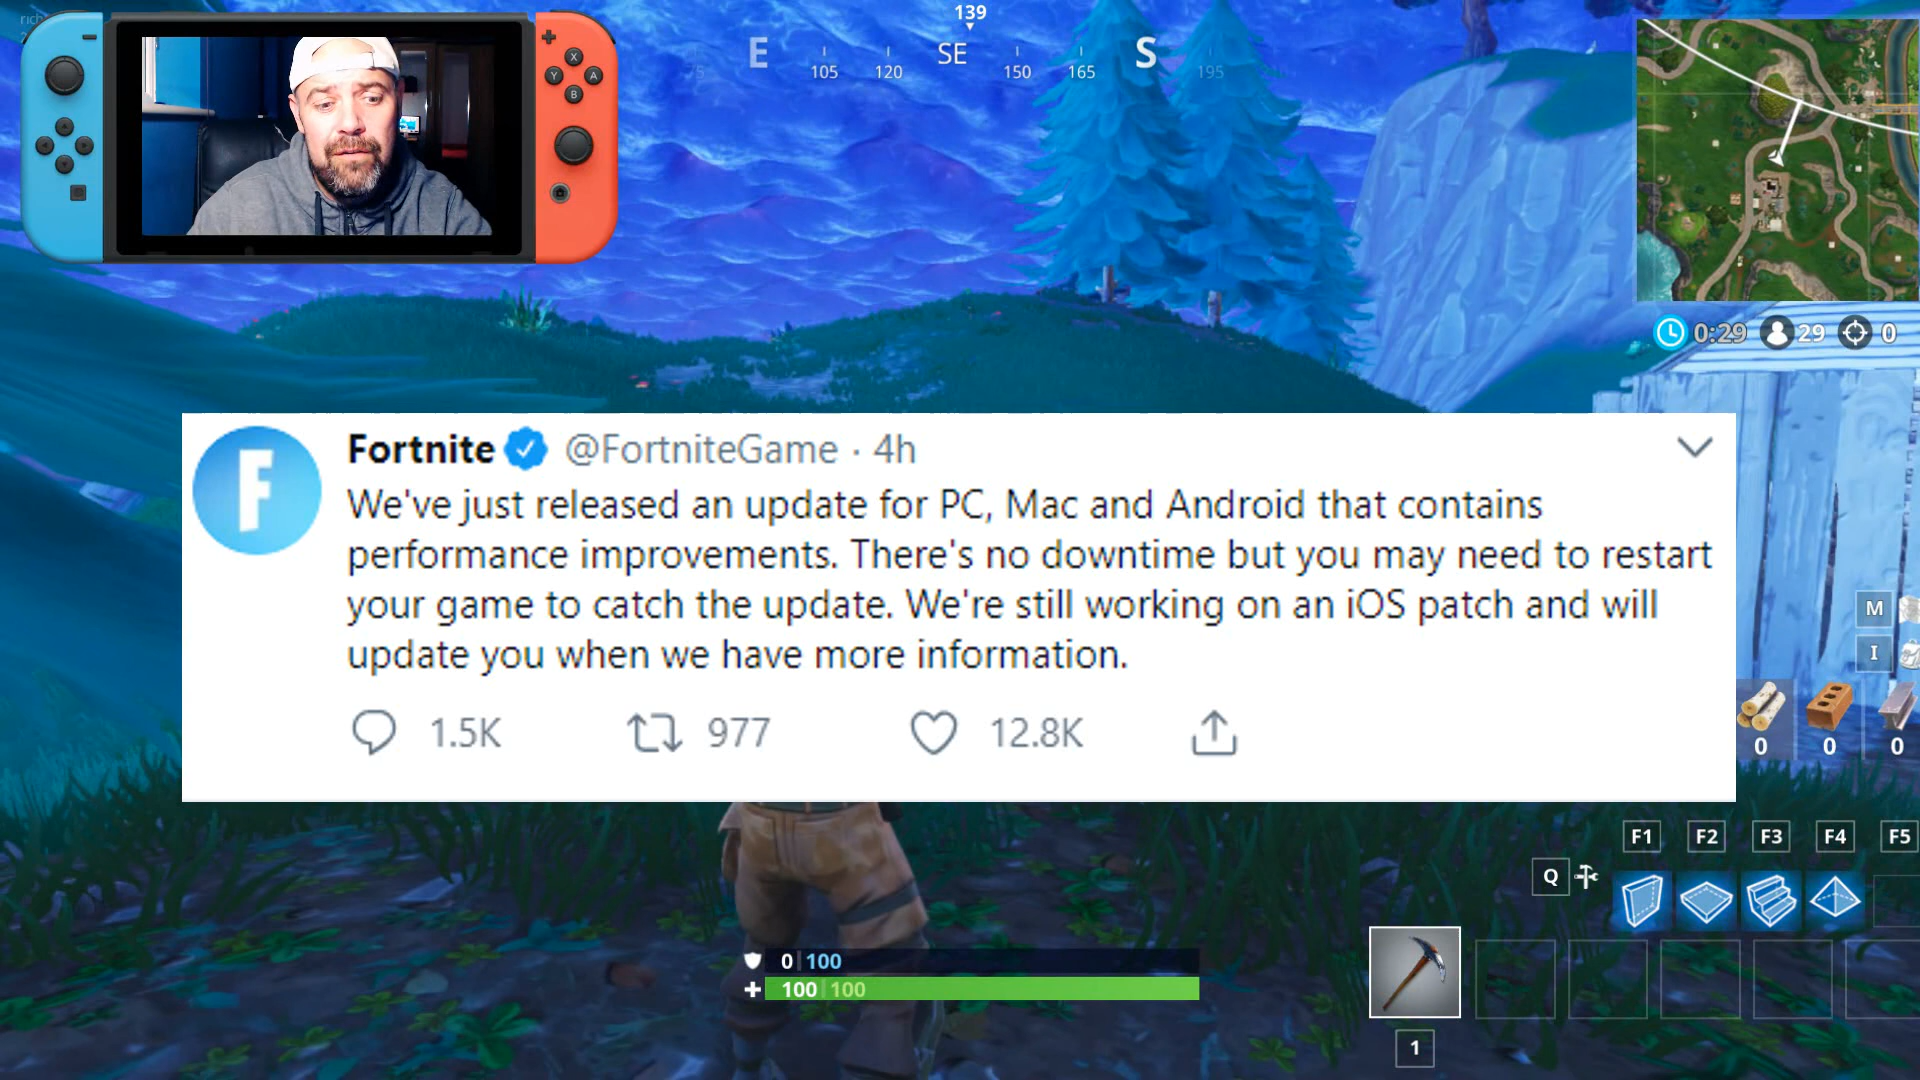 139
E 105 120 SE 150 165 S 195
X
Y A
B
0:29 29 0
Fortnite @FortniteGame · 4h
We've just released an update for PC, Mac and Android that contains
performance improvements. There's no downtime but you may need to restart
your game to catch the update. We're still working on an iOS patch and will
update you when we have more information.
1.5K 977 12.8K
M
I
0 0 0
F1 F2 F3 F4 F5
Q
0 | 100
100 | 100
1